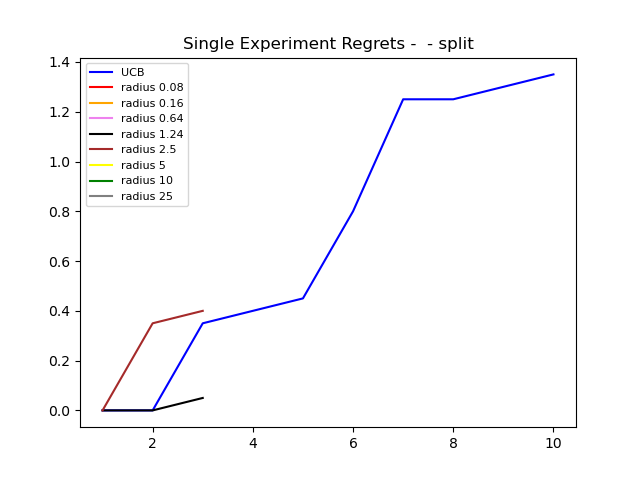 Single Experiment Regrets -  - split
UCB
radius 0.08
radius 0.16
radius 0.64
radius 1.24
radius 2.5
radius 5
radius 10
radius 25
1.4
1.2
1.0
0.8
0.6
0.4
0.2
0.0
2 4 6 8 10